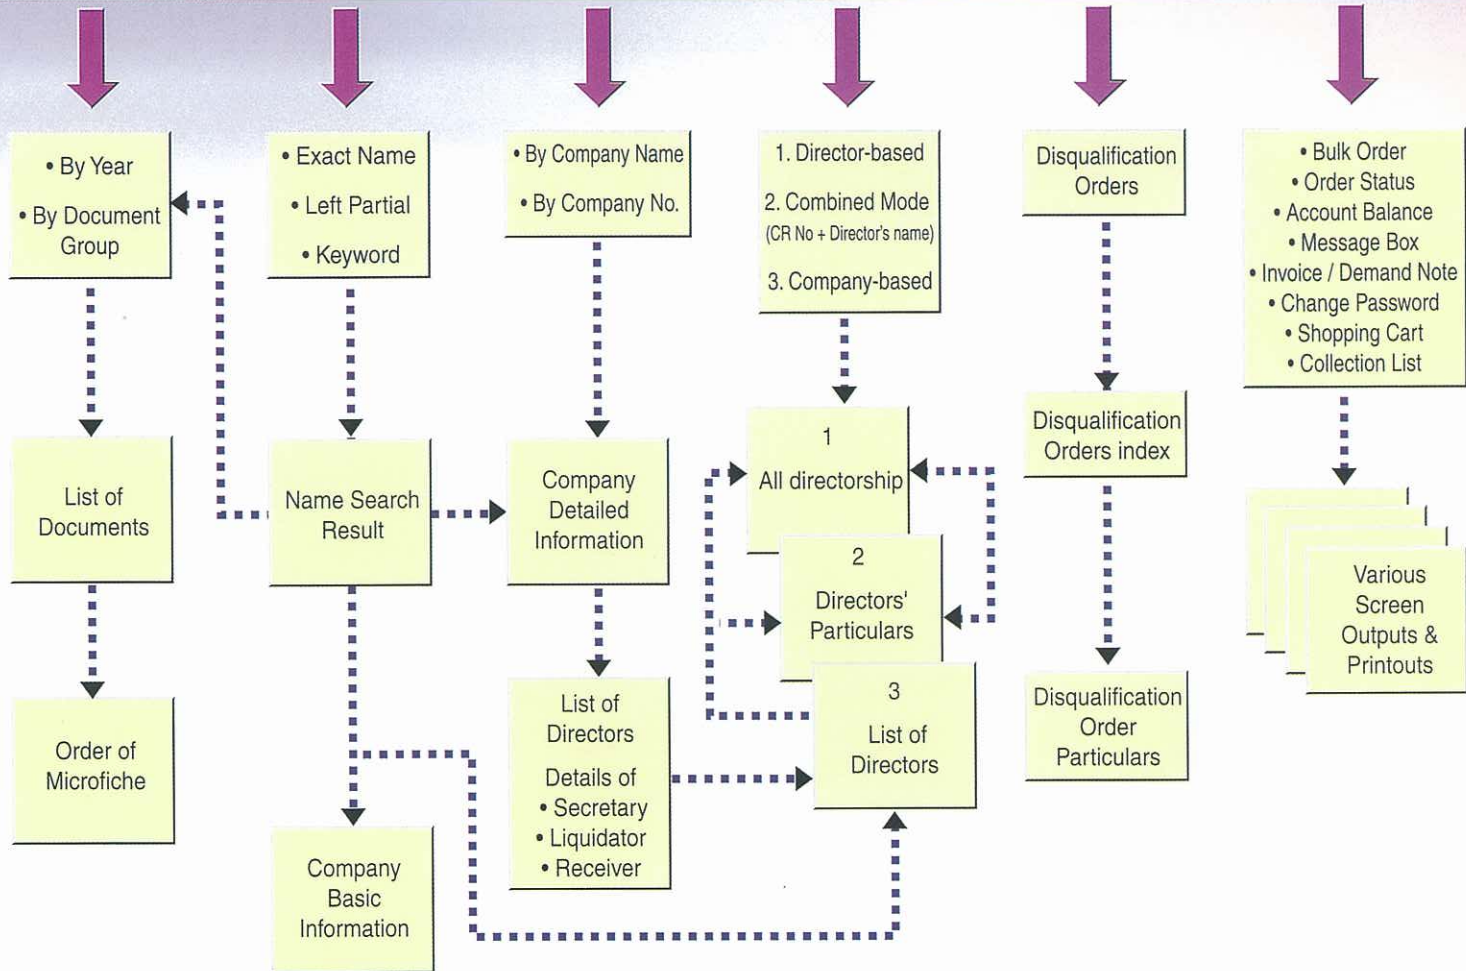 • By Year
• By Document
Group
• Exact Name
• Left Partial
• Keyword
• By Company Name
• By Company No.
1. Director-based
2. Combined Mode
(CR No + Director's name)
3. Company-based
Disqualification
Orders
• Bulk Order
• Order Status
• Account Balance
• Message Box
• Invoice / Demand Note
• Change Password
• Shopping Cart
• Collection List
List of
Documents
Name Search
Result
Company
Detailed
Information
1
All directorship
2
Directors'
Particulars
3
List of
Directors
Disqualification
Orders index
Various
Screen
Outputs &
Printouts
Order of
Microfiche
Company
Basic
Information
List of
Directors
Details of
• Secretary
• Liquidator
• Receiver
Disqualification
Order
Particulars